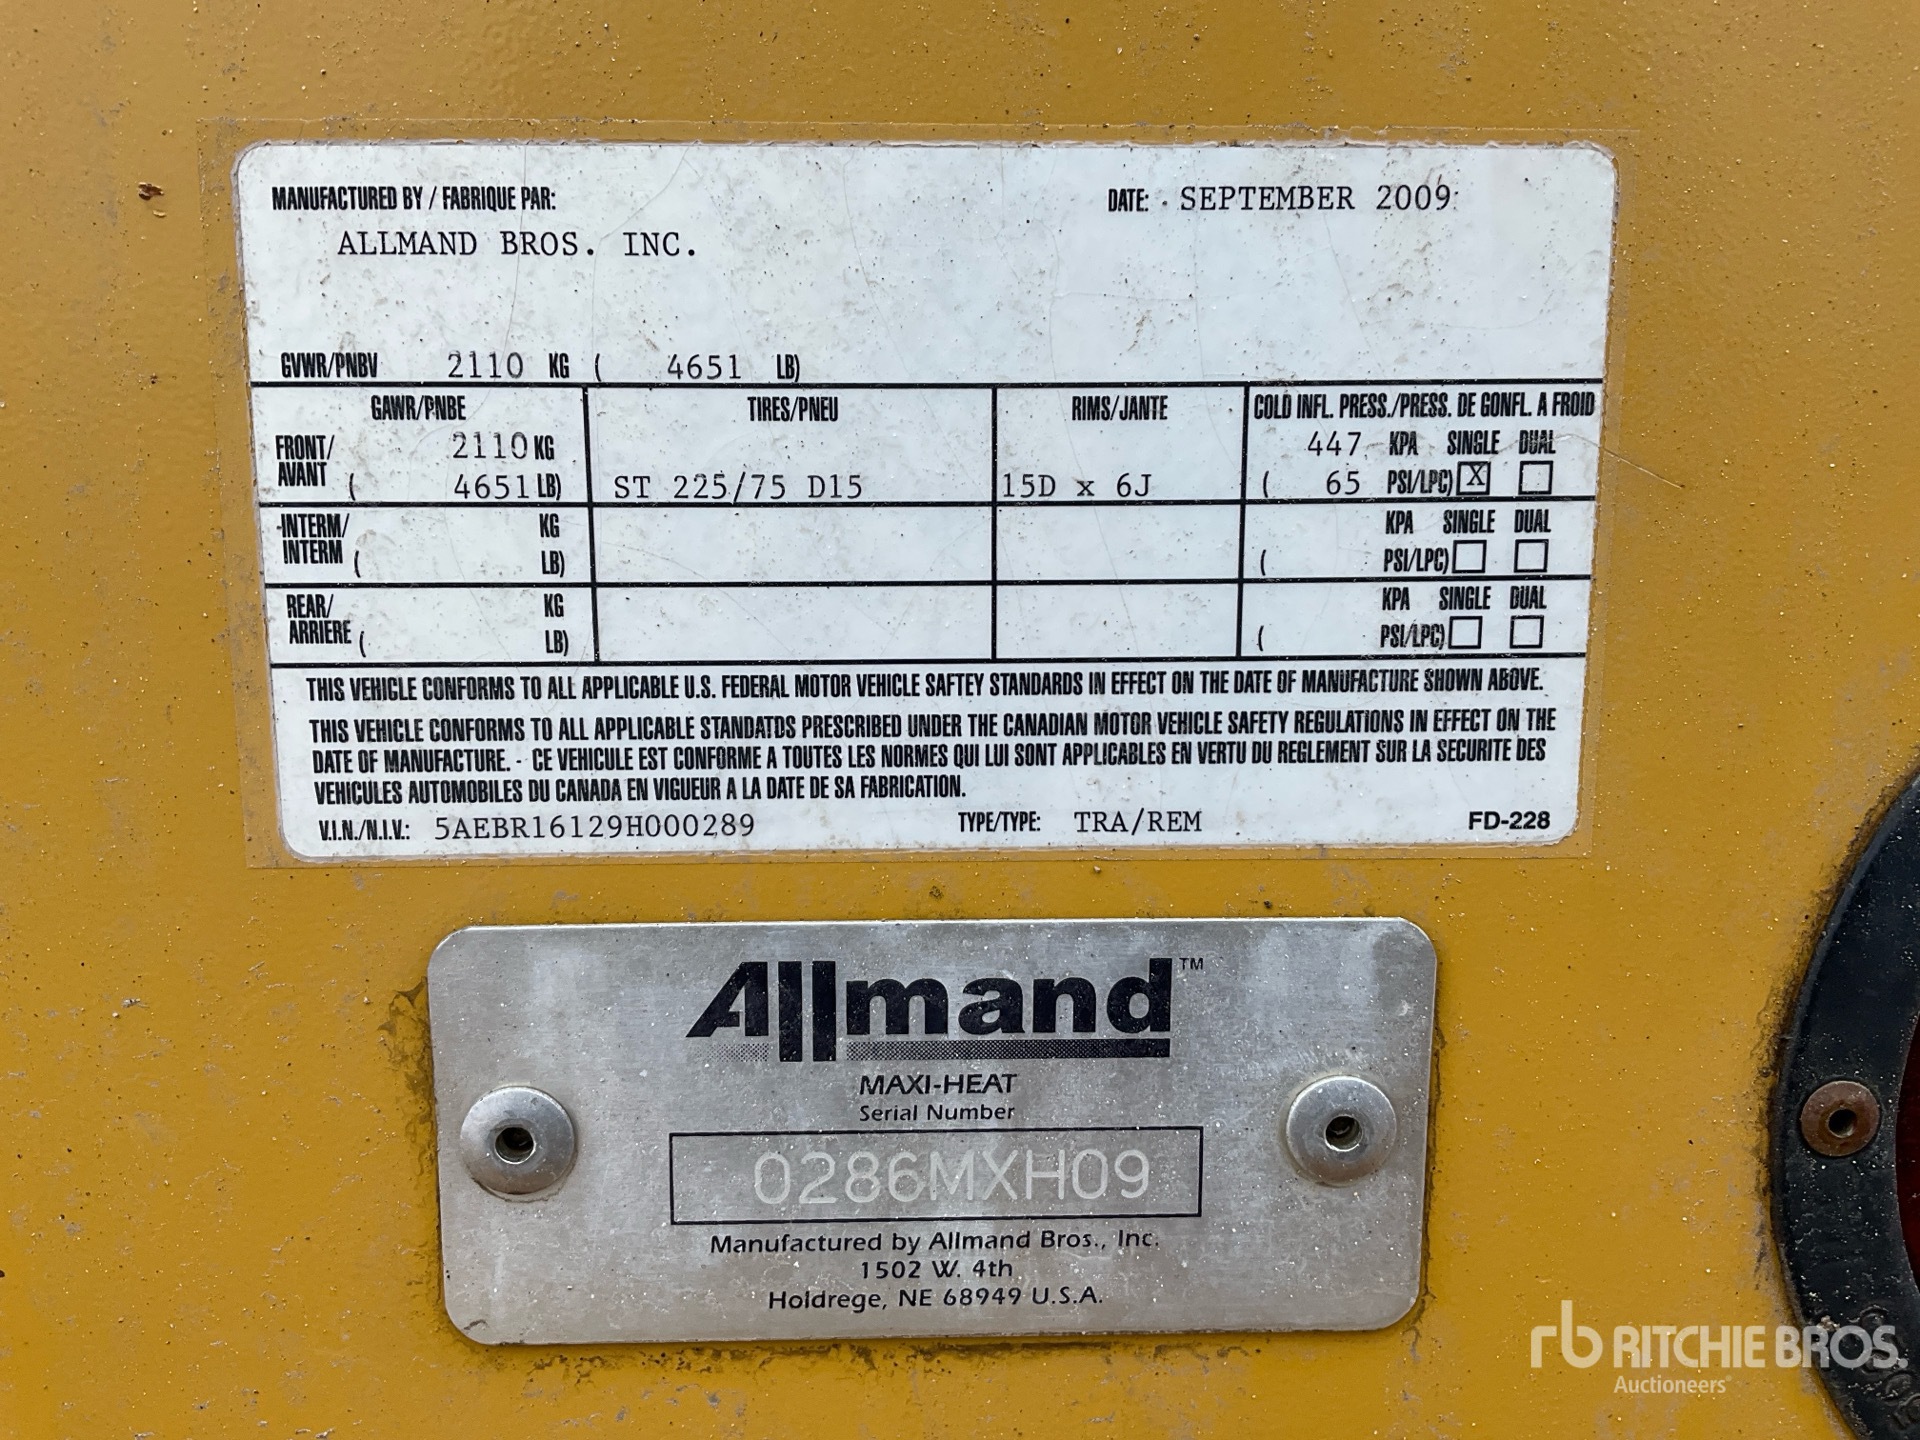 MANUFACTURED BY / FABRIQUE PAR: DATE: SEPTEMBER 2009
ALLMAND BROS. INC.
GVWR/PNBV 2110 KG ( 4651 LB)
GAWR/PNBE TIRES/PNEU RIMS/JANTE COLD INFL. PRESS./PRESS. DE GONFL. A FROID
FRONT/ 2110 KG 447 KPA SINGLE DUAL
AVANT ( 4651 LB) ST 225/75 D15 15D x 6J ( 65 PSI/LPC) X
INTERM/ KG KPA SINGLE DUAL
INTERM ( LB) ( PSI/LPC)
REAR/ KG KPA SINGLE DUAL
ARRIERE ( LB) ( PSI/LPC)
THIS VEHICLE CONFORMS TO ALL APPLICABLE U.S. FEDERAL MOTOR VEHICLE SAFTEY STANDARDS IN EFFECT ON THE DATE OF MANUFACTURE SHOWN ABOVE.
THIS VEHICLE CONFORMS TO ALL APPLICABLE STANDATDS PRESCRIBED UNDER THE CANADIAN MOTOR VEHICLE SAFETY REGULATIONS IN EFFECT ON THE
DATE OF MANUFACTURE. - CE VEHICULE EST CONFORME A TOUTES LES NORMES QUI LUI SONT APPLICABLES EN VERTU DU REGLEMENT SUR LA SECURITE DES
VEHICULES AUTOMOBILES DU CANADA EN VIGUEUR A LA DATE DE SA FABRICATION.
V.I.N./N.I.V.: 5AEBR16129H000289 TYPE/TYPE: TRA/REM FD-228
Allmand™
MAXI-HEAT
Serial Number
0286MXH09
Manufactured by Allmand Bros., Inc.
1502 W. 4th
Holdrege, NE 68949 U.S.A.
rb RITCHIE BROS.
Auctioneers